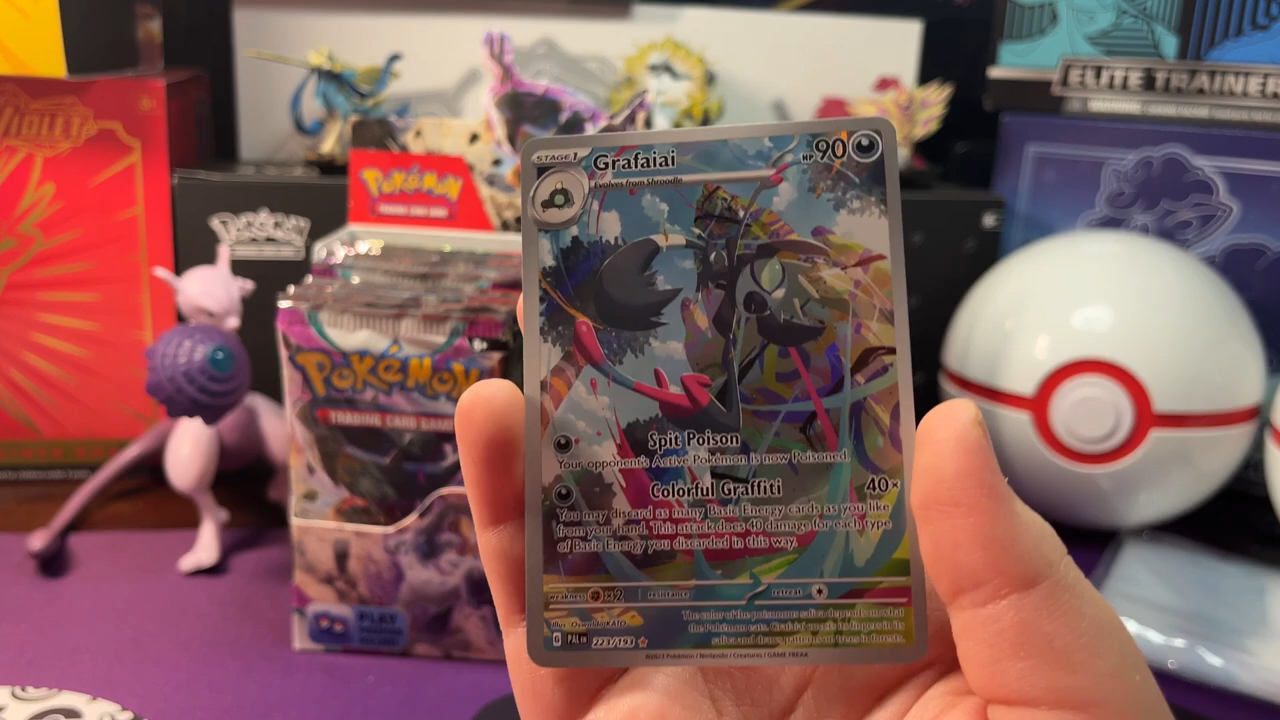 VIOLET
ELITE TRAINER
Pokémon
POKÉMON
Pokémon
TRADING CARD GAME
PLAY
STAGE 1
Grafaiai
HP 90
Evolves from Shroodle
Spit Poison
Your opponent's Active Pokémon is now Poisoned.
Colorful Graffiti 40×
You may discard as many Basic Energy cards as you like
from your hand. This attack does 40 damage for each type
of Basic Energy you discarded in this way.
weakness ×2 resistance retreat
The color of the poisonous saliva depends on what
the Pokémon eats. Grafaiai covers its fingers in its
saliva and draws patterns on trees in forests.
Illus. OswaldoKATO
G PAL EN 223/193
©2023 Pokémon / Nintendo / Creatures / GAME FREAK